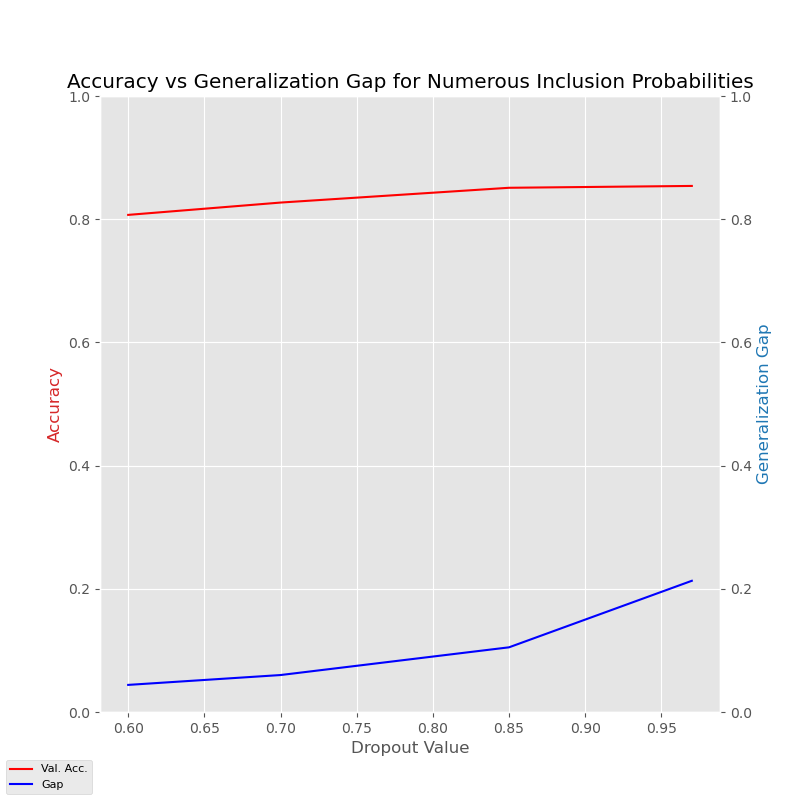 Accuracy vs Generalization Gap for Numerous Inclusion Probabilities
1.0
0.8
0.6
0.4
0.2
0.0
Accuracy
1.0
0.8
0.6
0.4
0.2
0.0
Generalization Gap
0.60 0.65 0.70 0.75 0.80 0.85 0.90 0.95
Dropout Value
Val. Acc.
Gap